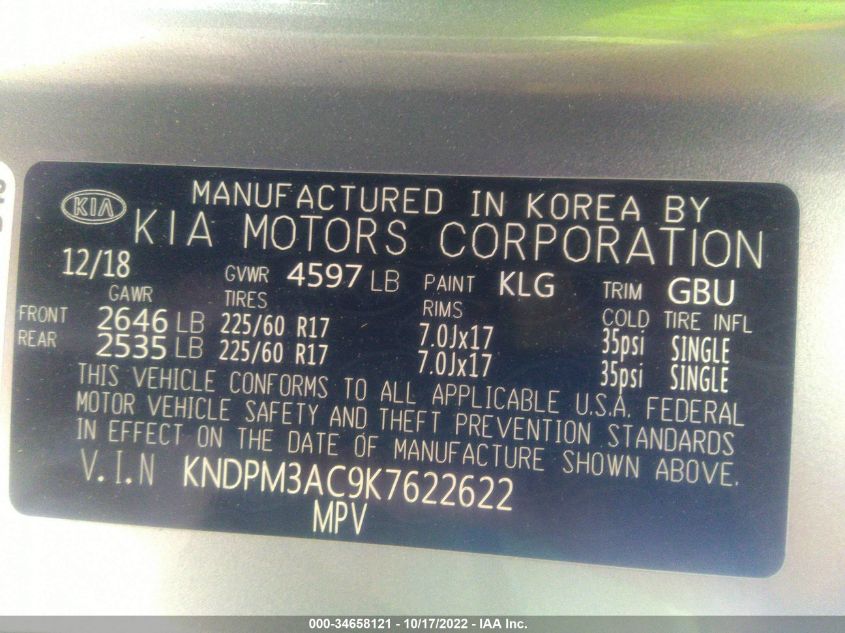 MANUFACTURED IN KOREA BY
KIA KIA MOTORS CORPORATION
12/18 GVWR 4597 LB PAINT KLG TRIM GBU
GAWR TIRES RIMS COLD TIRE INFL
FRONT 2646 LB 225/60 R17 7.0Jx17 35psi SINGLE
REAR 2535 LB 225/60 R17 7.0Jx17 35psi SINGLE
THIS VEHICLE CONFORMS TO ALL APPLICABLE U.S.A. FEDERAL
MOTOR VEHICLE SAFETY AND THEFT PREVENTION STANDARDS
IN EFFECT ON THE DATE OF MANUFACTURE SHOWN ABOVE.
V.I.N KNDPM3AC9K7622622
MPV
000-34658121 - 10/17/2022 - IAA Inc.